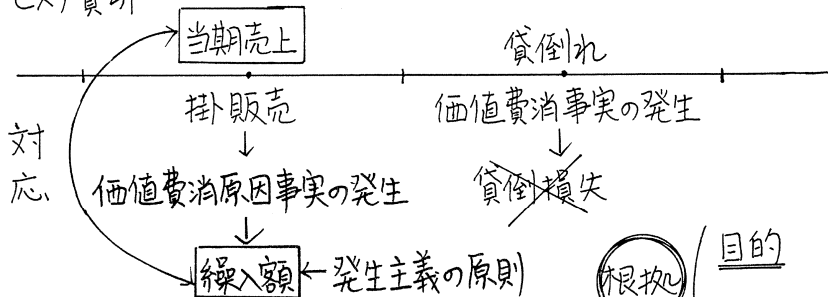 当期売上
貸倒れ
掛販売
価値費消事実の発生
対応、
価値費消原因事実の発生
貸倒損失
繰入額←発生主義の原則
根拠
目的